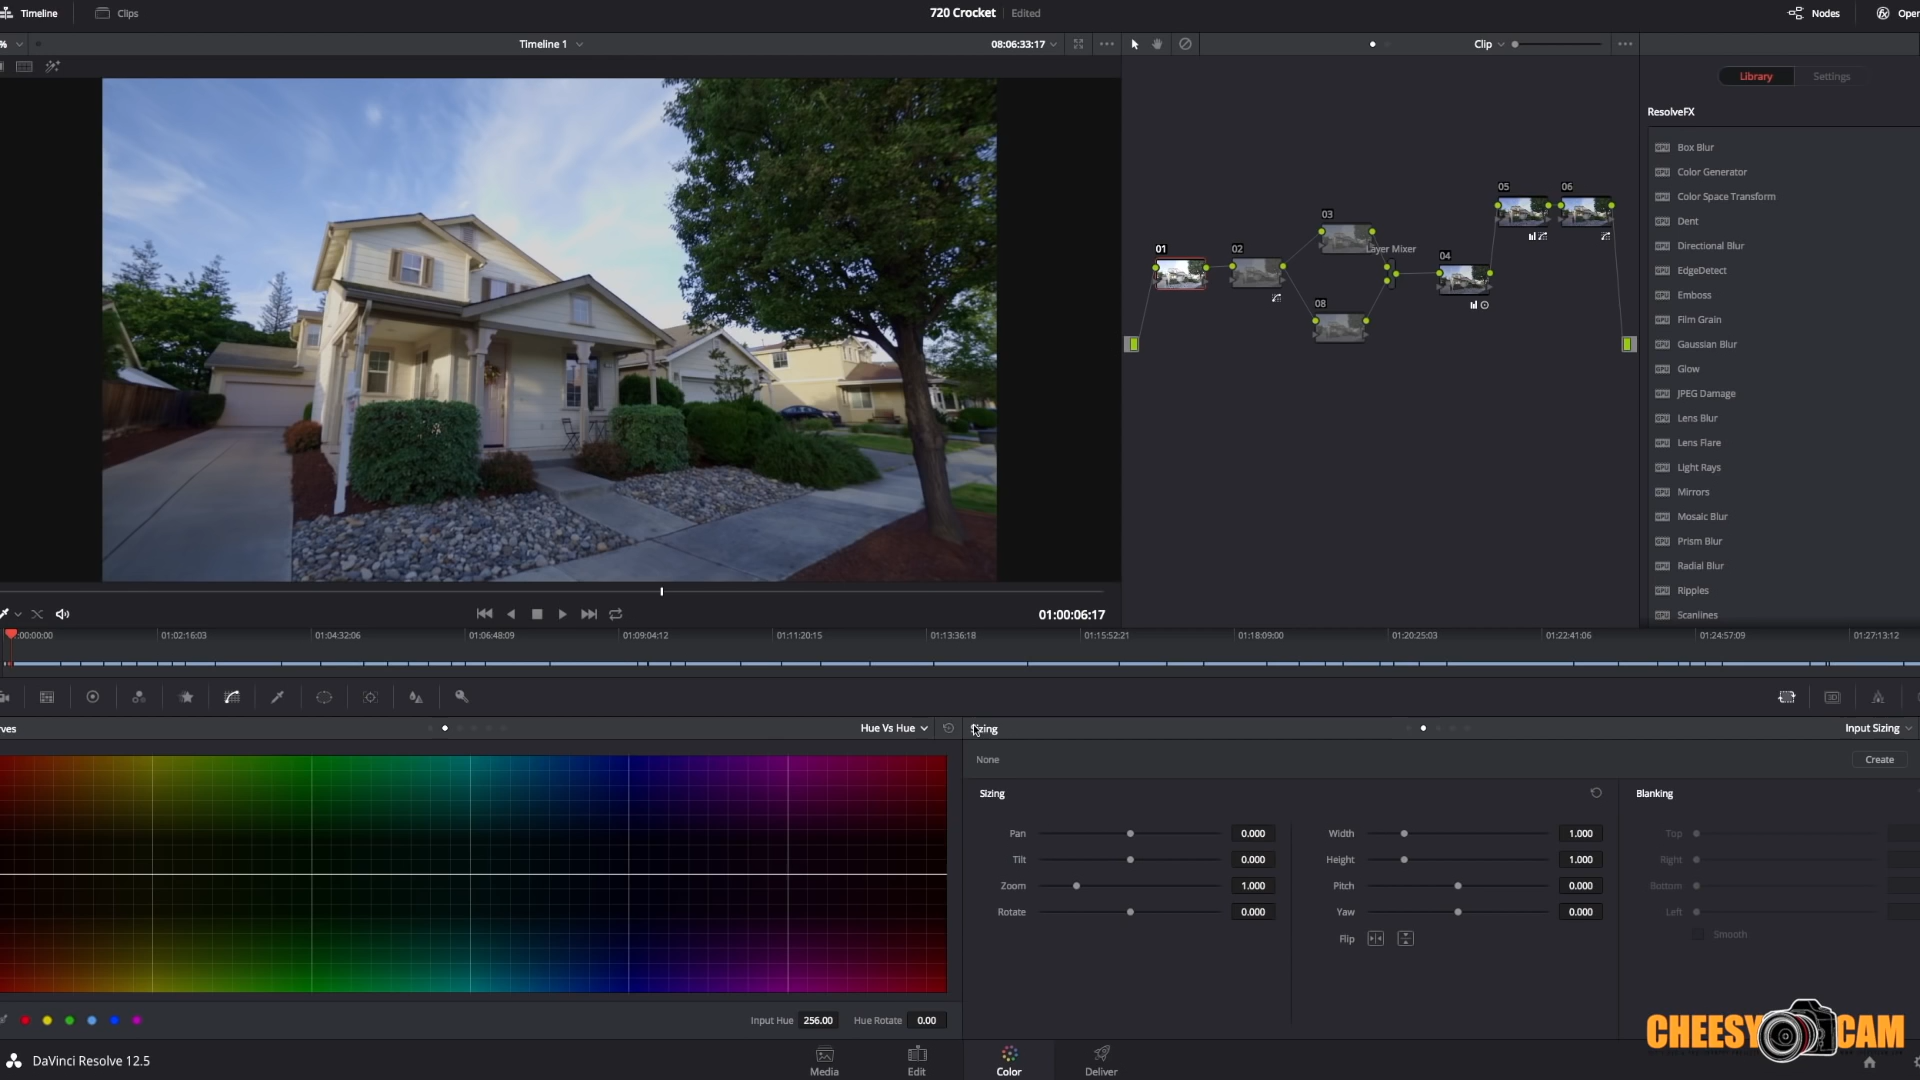 Timeline
Clips
720 Crocket
Edited
Nodes
%
Timeline 1
08:06:33:17
Clip
Library
Settings
ResolveFX
Box Blur
Color Generator
Color Space Transform
Dent
Directional Blur
EdgeDetect
Emboss
Film Grain
Gaussian Blur
Glow
JPEG Damage
Lens Blur
Lens Flare
Light Rays
Mirrors
Mosaic Blur
Prism Blur
Radial Blur
Ripples
Scanlines
01
02
03
Layer Mixer
08
04
05
06
01:00:06:17
:00:00:00
01:02:16:03
01:04:32:06
01:06:48:09
01:09:04:12
01:11:20:15
01:13:36:18
01:15:52:21
01:18:09:00
01:20:25:03
01:22:41:06
01:24:57:09
01:27:13:12
Hue Vs Hue
Sizing
Input Sizing
None
Create
Sizing
Blanking
Pan 0.000
Tilt 0.000
Zoom 1.000
Rotate 0.000
Width 1.000
Height 1.000
Pitch 0.000
Yaw 0.000
Flip
Top
Right
Bottom
Left
Smooth
Input Hue 256.00 Hue Rotate 0.00
CHEESYCAM
DaVinci Resolve 12.5
Media
Edit
Color
Deliver